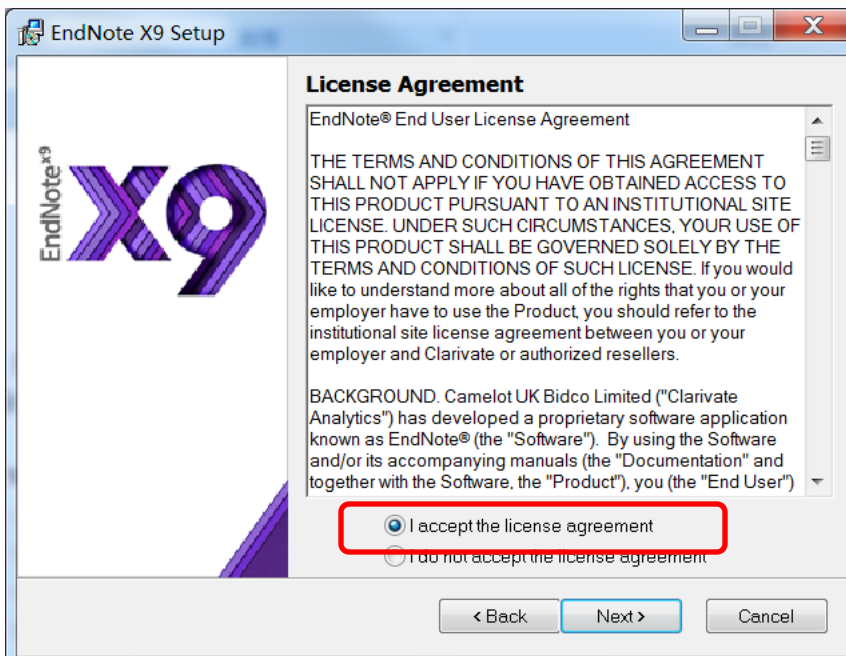 EndNote X9 Setup
EndNote x9
X9
License Agreement
EndNote® End User License Agreement
THE TERMS AND CONDITIONS OF THIS AGREEMENT
SHALL NOT APPLY IF YOU HAVE OBTAINED ACCESS TO
THIS PRODUCT PURSUANT TO AN INSTITUTIONAL SITE
LICENSE. UNDER SUCH CIRCUMSTANCES, YOUR USE OF
THIS PRODUCT SHALL BE GOVERNED SOLELY BY THE
TERMS AND CONDITIONS OF SUCH LICENSE. If you would
like to understand more about all of the rights that you or your
employer have to use the Product, you should refer to the
institutional site license agreement between you or your
employer and Clarivate or authorized resellers.
BACKGROUND. Camelot UK Bidco Limited ("Clarivate
Analytics") has developed a proprietary software application
known as EndNote® (the "Software"). By using the Software
and/or its accompanying manuals (the "Documentation" and
together with the Software, the "Product"), you (the "End User")
I accept the license agreement
I do not accept the license agreement
< Back
Next >
Cancel